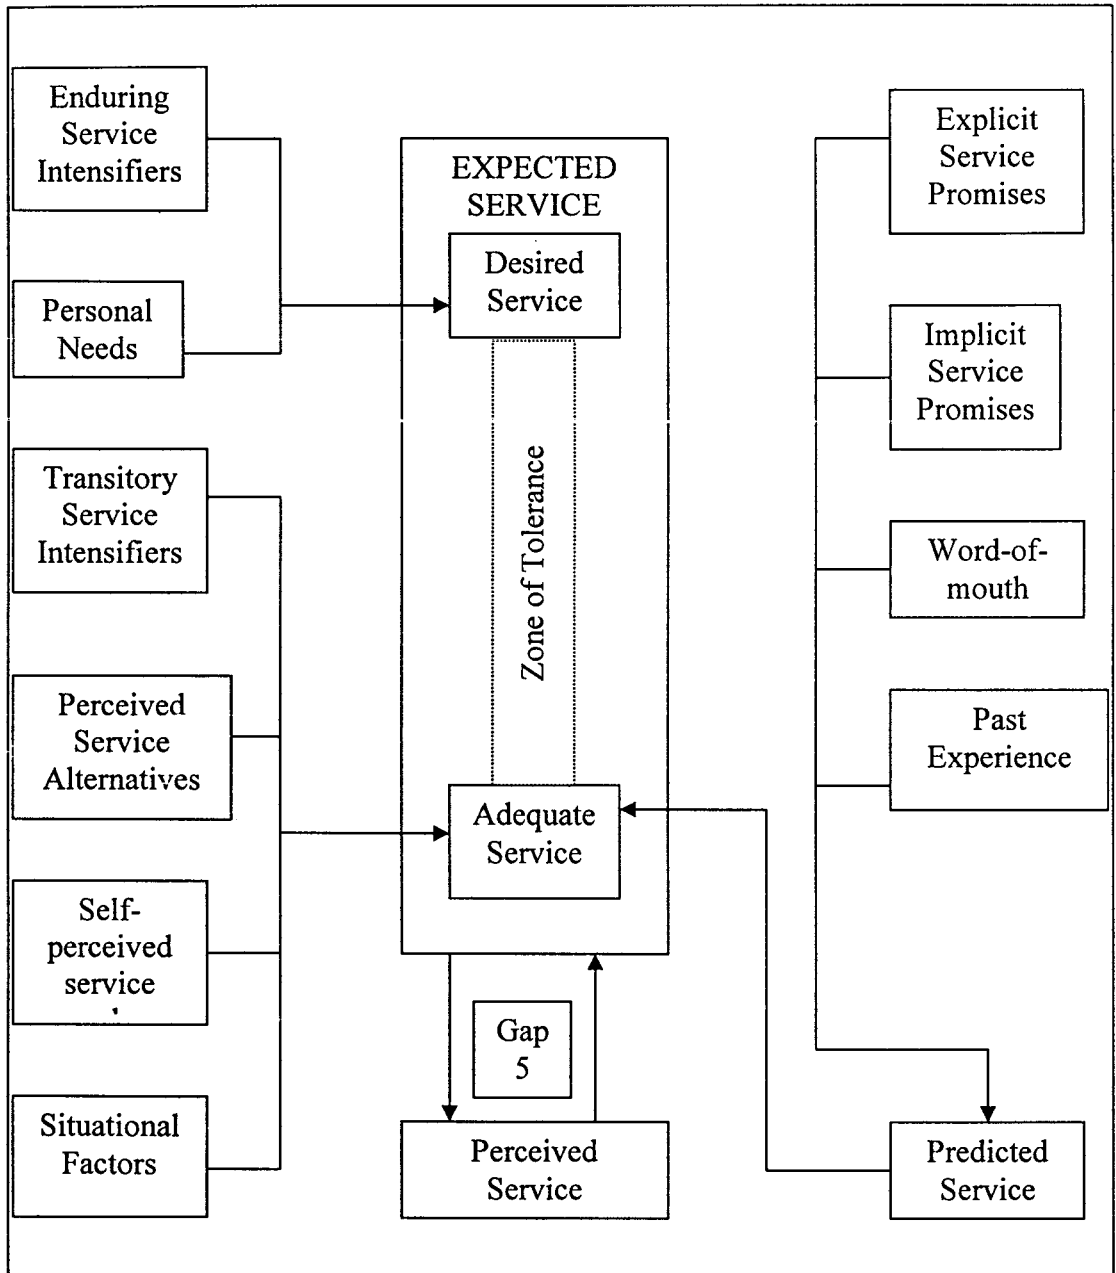 Enduring
Service
Intensifiers
Personal
Needs
Transitory
Service
Intensifiers
Perceived
Service
Alternatives
Self-
perceived
service
Situational
Factors
EXPECTED
SERVICE
Desired
Service
Zone of Tolerance
Adequate
Service
Gap
5
Perceived
Service
Explicit
Service
Promises
Implicit
Service
Promises
Word-of-
mouth
Past
Experience
Predicted
Service